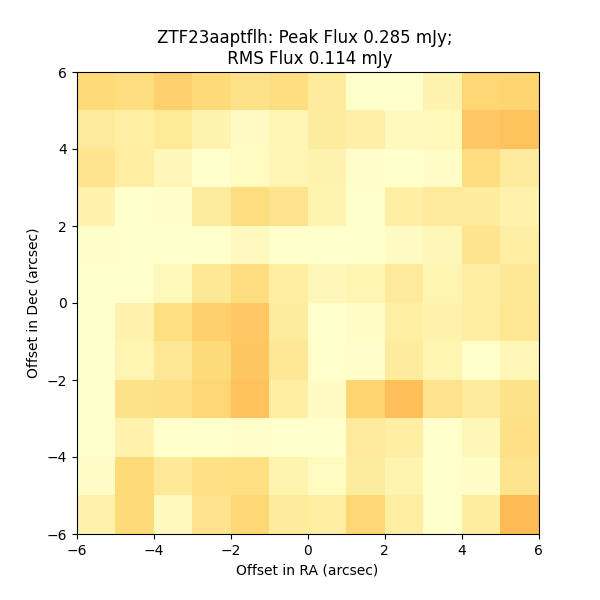 ZTF23aaptflh: Peak Flux 0.285 mJy;
RMS Flux 0.114 mJy
6
4
2
0
−2
−4
−6
Offset in Dec (arcsec)
−6 −4 −2 0 2 4 6
Offset in RA (arcsec)